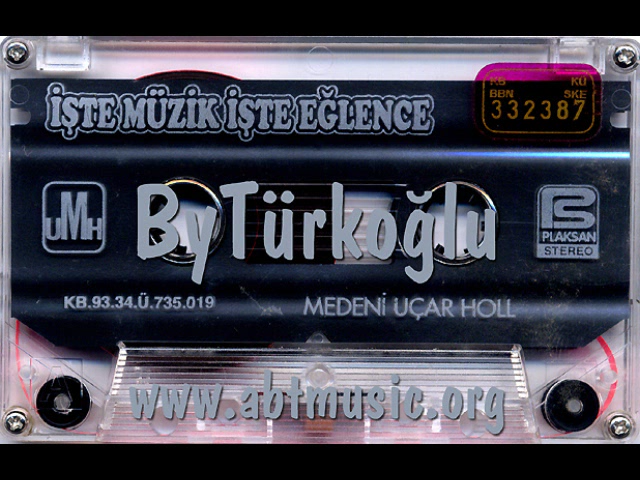 İŞTE MÜZİK İŞTE EĞLENCE
KB KÜ
BBN SKE
332387
UMH
ByTürkoğlu
B
PLAKSAN
STEREO
KB.93.34.Ü.735.019
MEDENİ UÇAR HOLL
www.abtmusic.org